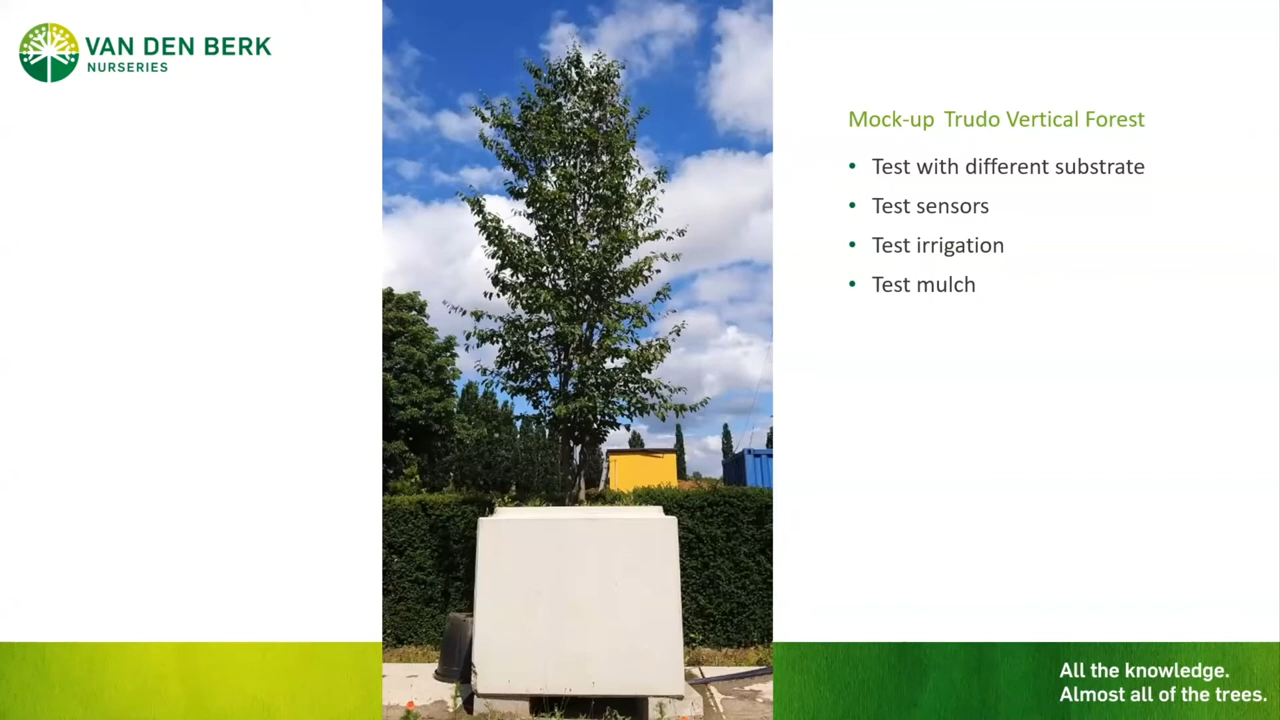 VAN DEN BERK
NURSERIES
Mock-up Trudo Vertical Forest
• Test with different substrate
• Test sensors
• Test irrigation
• Test mulch
All the knowledge.
Almost all of the trees.